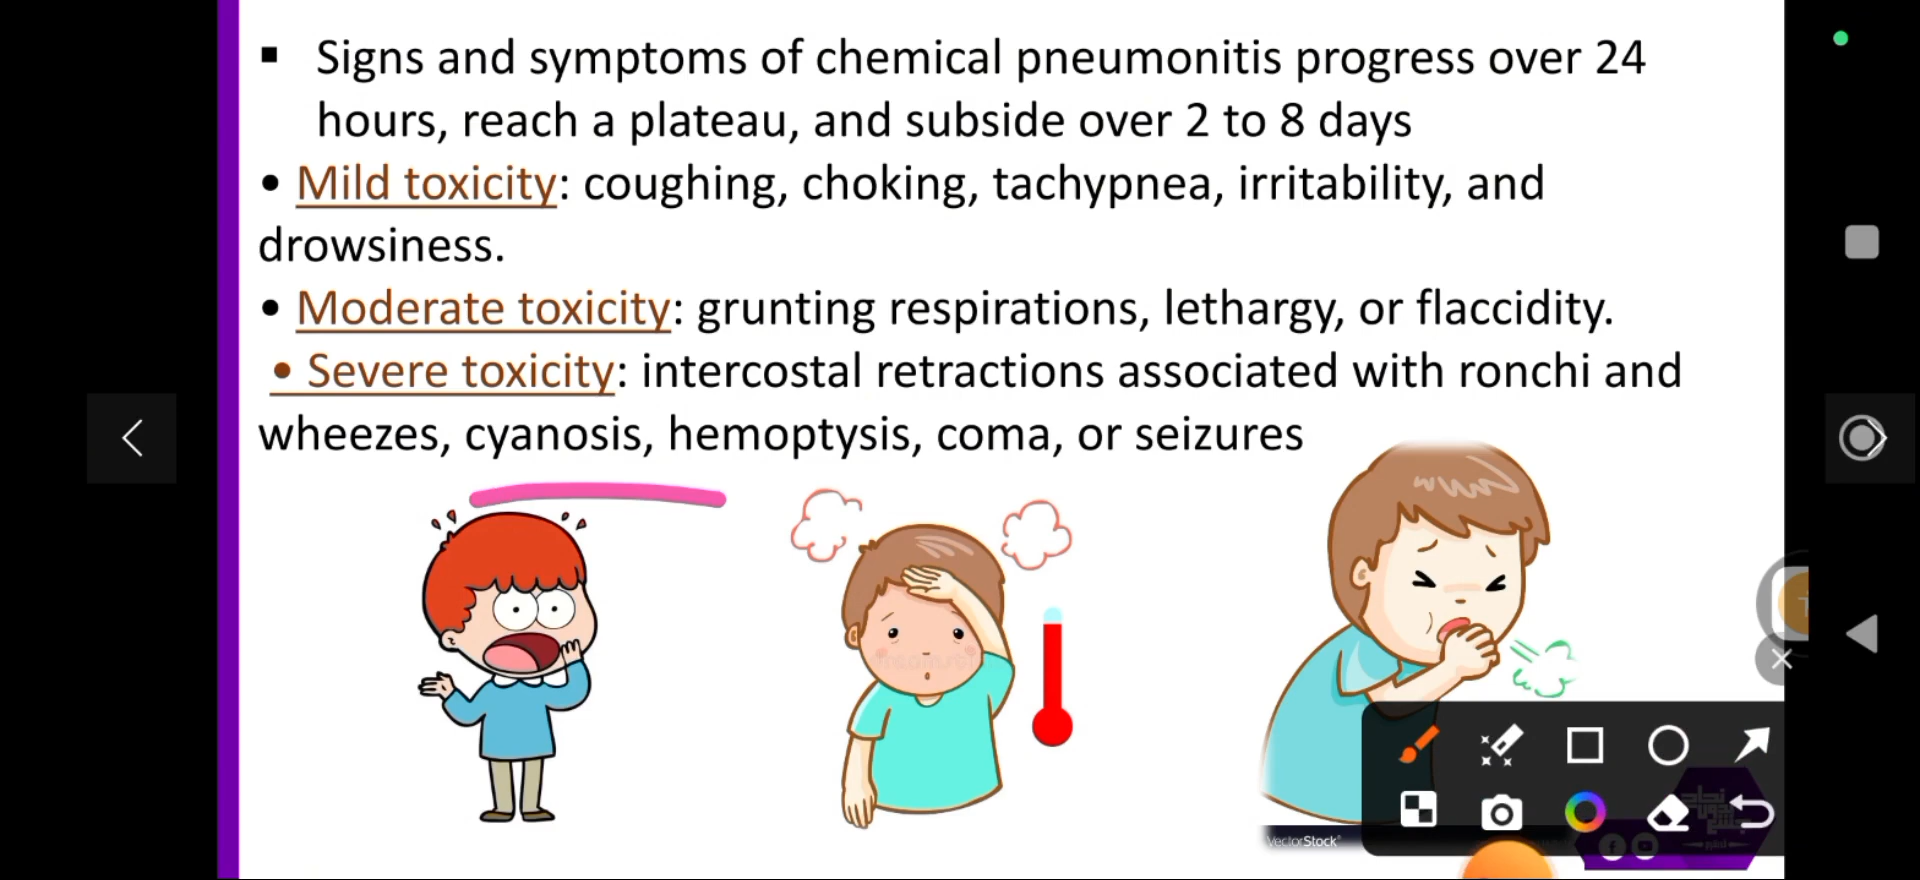 ▪ Signs and symptoms of chemical pneumonitis progress over 24
hours, reach a plateau, and subside over 2 to 8 days
• Mild toxicity: coughing, choking, tachypnea, irritability, and
drowsiness.
• Moderate toxicity: grunting respirations, lethargy, or flaccidity.
• Severe toxicity: intercostal retractions associated with ronchi and
wheezes, cyanosis, hemoptysis, coma, or seizures
VectorStock®